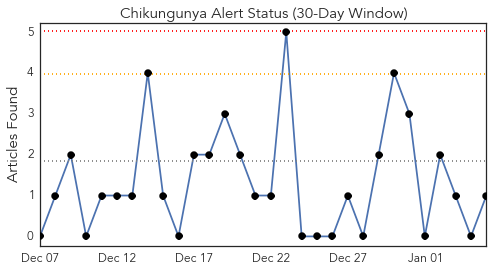 Chikungunya Alert Status (30-Day Window)
Articles Found
5
4
3
2
1
0
Dec 07 Dec 12 Dec 17 Dec 22 Dec 27 Jan 01